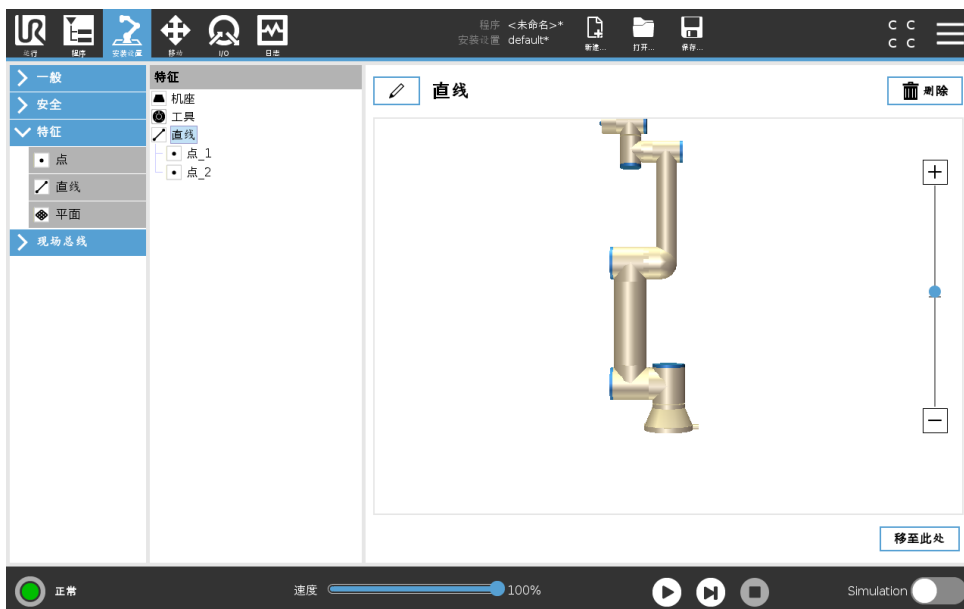 程序 <未命名>*
安装设置 default*
C C
C C
UR
运行
程序
安装设置
移动
I/O
日志
新建...
打开...
保存...
一般
安全
特征
点
直线
平面
现场总线
特征
机座
工具
直线
点_1
点_2
直线
删除
移至此处
正常
速度
100%
Simulation